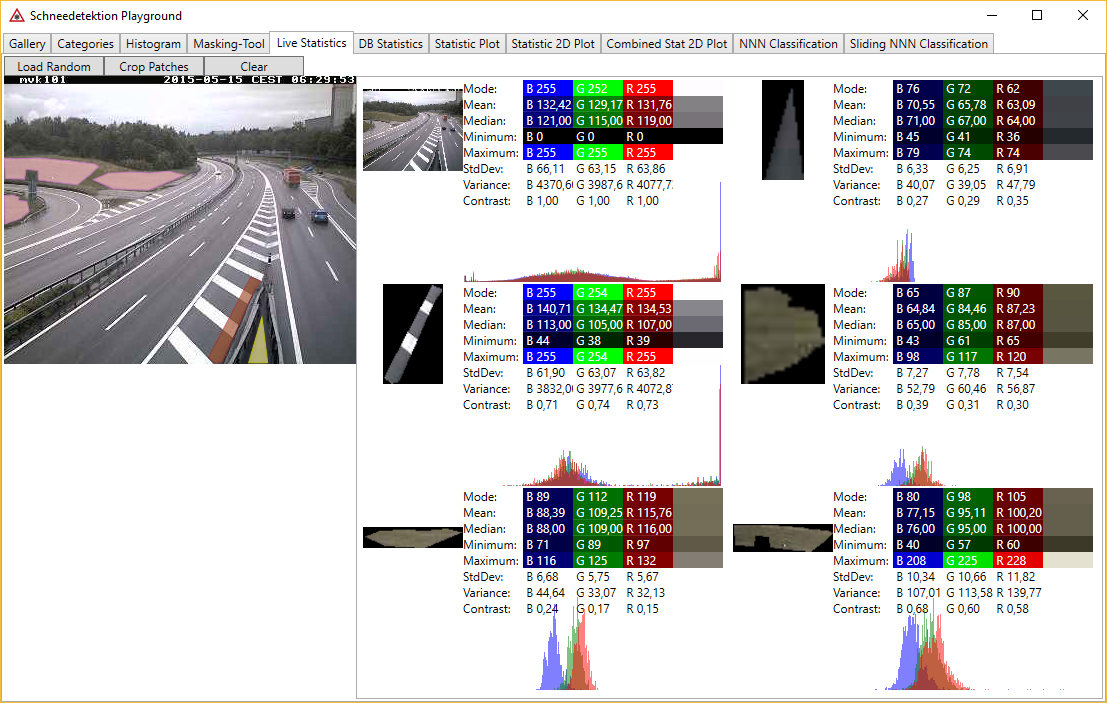 Schneedetektion Playground
Gallery Categories Histogram Masking-Tool Live Statistics DB Statistics Statistic Plot Statistic 2D Plot Combined Stat 2D Plot NNN Classification Sliding NNN Classification
Load Random Crop Patches Clear
mvk101 2015-05-15 CEST 06:29:53
Mode: B 255 G 252 R 255
Mean: B 132,42 G 129,17 R 131,76
Median: B 121,00 G 115,00 R 119,00
Minimum: B 0 G 0 R 0
Maximum: B 255 G 255 R 255
StdDev: B 66,11 G 63,15 R 63,86
Variance: B 4370,6 G 3987,6 R 4077,7
Contrast: B 1,00 G 1,00 R 1,00
Mode: B 76 G 72 R 62
Mean: B 70,55 G 65,78 R 63,09
Median: B 71,00 G 67,00 R 64,00
Minimum: B 45 G 41 R 36
Maximum: B 79 G 74 R 74
StdDev: B 6,33 G 6,25 R 6,91
Variance: B 40,07 G 39,05 R 47,79
Contrast: B 0,27 G 0,29 R 0,35
Mode: B 255 G 254 R 255
Mean: B 140,71 G 134,47 R 134,53
Median: B 113,00 G 105,00 R 107,00
Minimum: B 44 G 38 R 39
Maximum: B 255 G 254 R 255
StdDev: B 61,90 G 63,07 R 63,82
Variance: B 3832,0 G 3977,6 R 4072,8
Contrast: B 0,71 G 0,74 R 0,73
Mode: B 65 G 87 R 90
Mean: B 64,84 G 84,46 R 87,23
Median: B 65,00 G 85,00 R 87,00
Minimum: B 43 G 61 R 65
Maximum: B 98 G 117 R 120
StdDev: B 7,27 G 7,78 R 7,54
Variance: B 52,79 G 60,46 R 56,87
Contrast: B 0,39 G 0,31 R 0,30
Mode: B 89 G 112 R 119
Mean: B 88,39 G 109,25 R 115,76
Median: B 88,00 G 109,00 R 116,00
Minimum: B 71 G 89 R 97
Maximum: B 116 G 125 R 132
StdDev: B 6,68 G 5,75 R 5,67
Variance: B 44,64 G 33,07 R 32,13
Contrast: B 0,24 G 0,17 R 0,15
Mode: B 80 G 98 R 105
Mean: B 77,15 G 95,11 R 100,20
Median: B 76,00 G 95,00 R 100,00
Minimum: B 40 G 57 R 60
Maximum: B 208 G 225 R 228
StdDev: B 10,34 G 10,66 R 11,82
Variance: B 107,01 G 113,58 R 139,77
Contrast: B 0,68 G 0,60 R 0,58